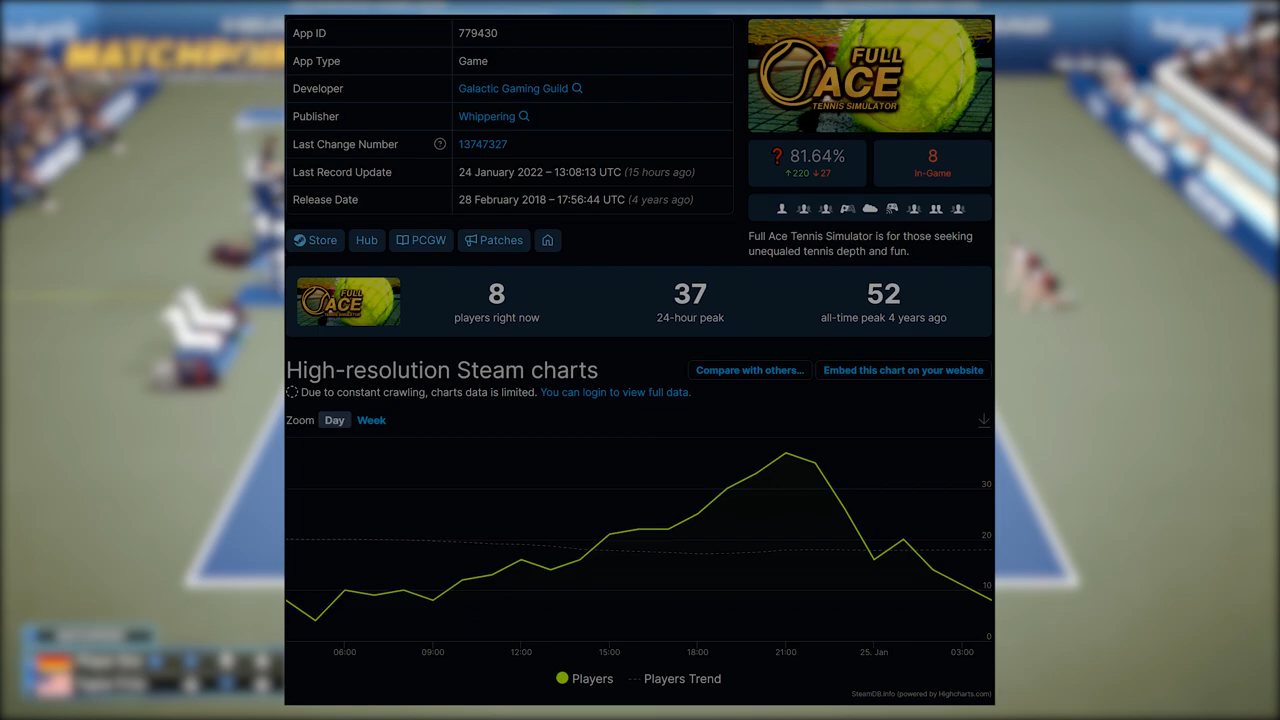 MATCHPOIN
App ID 779430
App Type Game
Developer Galactic Gaming Guild
Publisher Whippering
Last Change Number ? 13747327
Last Record Update 24 January 2022 – 13:08:13 UTC (15 hours ago)
Release Date 28 February 2018 – 17:56:44 UTC (4 years ago)
Store Hub PCGW Patches
FULL
ACE
TENNIS SIMULATOR
? 81.64%
↑220 ↓27
8
In-Game
Full Ace Tennis Simulator is for those seeking
unequaled tennis depth and fun.
FULL
ACE
TENNIS SIMULATOR
8
players right now
37
24-hour peak
52
all-time peak 4 years ago
High-resolution Steam charts
Compare with others...
Embed this chart on your website
Due to constant crawling, charts data is limited. You can login to view full data.
Zoom Day Week
30
20
10
0
06:00 09:00 12:00 15:00 18:00 21:00 25. Jan 03:00
Players Players Trend
SteamDB.info (powered by Highcharts.com)